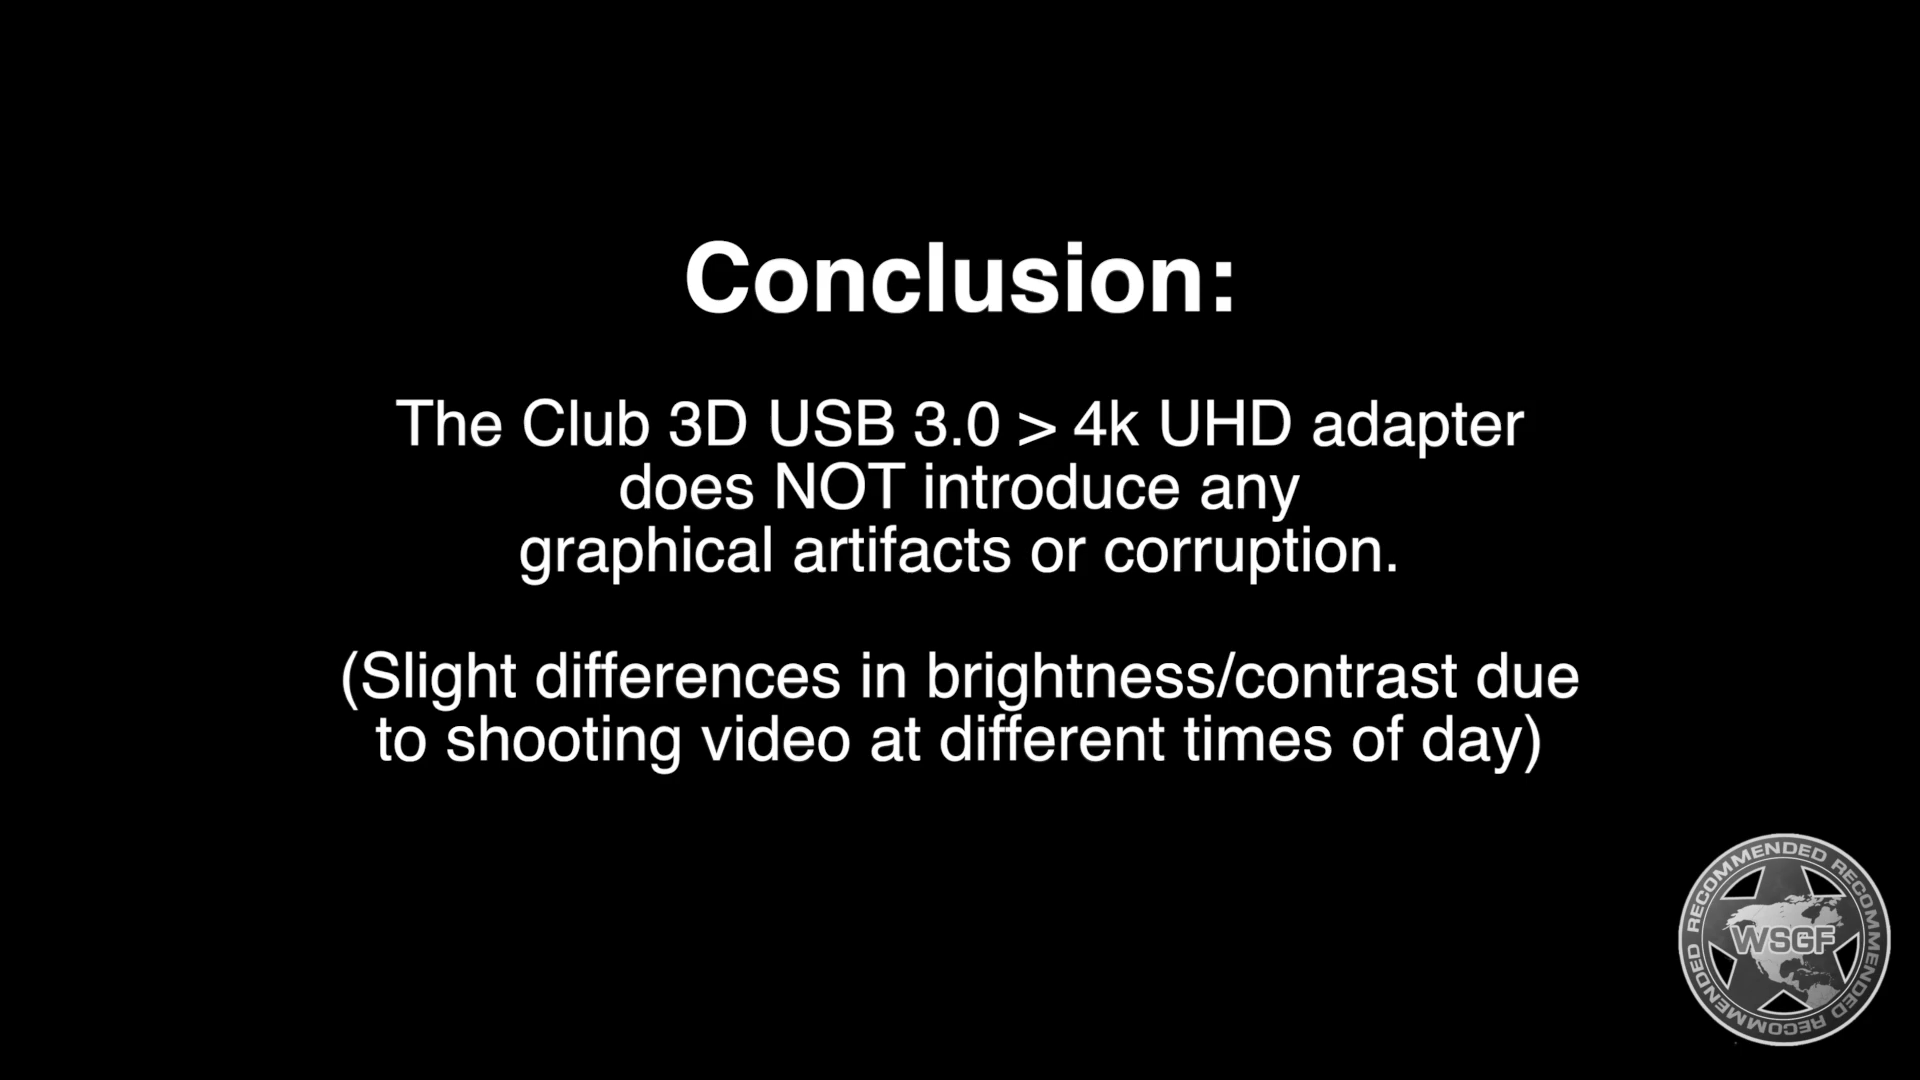 Conclusion:
The Club 3D USB 3.0 > 4k UHD adapter
does NOT introduce any
graphical artifacts or corruption.
(Slight differences in brightness/contrast due
to shooting video at different times of day)
RECOMMENDED RECOMMENDED RECOMMENDED RECOMMENDED
WSGF